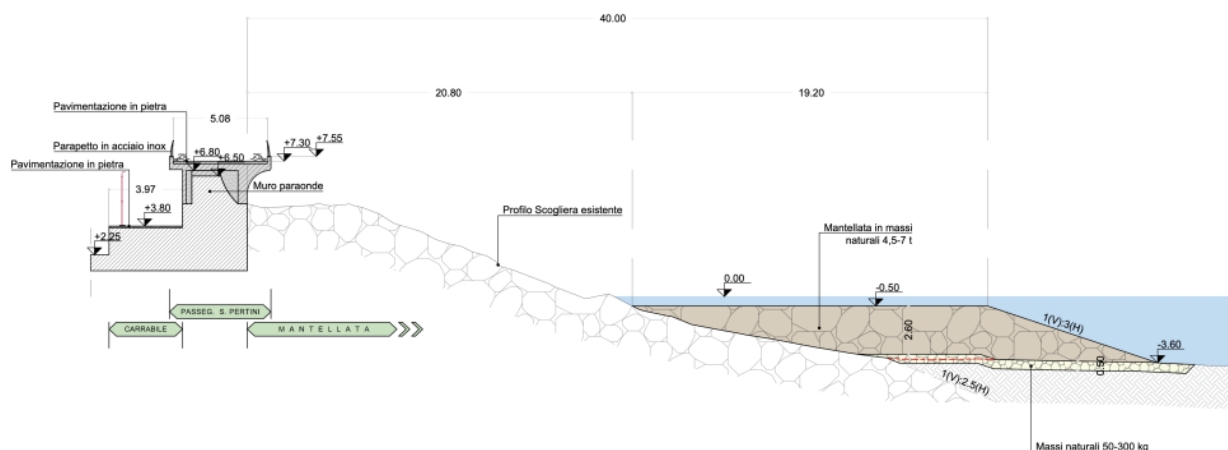 40.00
20.80
19.20
Pavimentazione in pietra
5.08
Parapetto in acciaio inox
+7.30
+7.55
Pavimentazione in pietra
+6.80
+6.50
3.97
Muro paraonde
+3.80
+2.25
Profilo Scogliera esistente
Mantellata in massi
naturali 4,5-7 t
0.00
-0.50
PASSEG. S. PERTINI
CARRABILE
MANTELLATA
2.60
1(V):3(H)
-3.60
0.50
1(V):2.5(H)
Massi naturali 50-300 kg